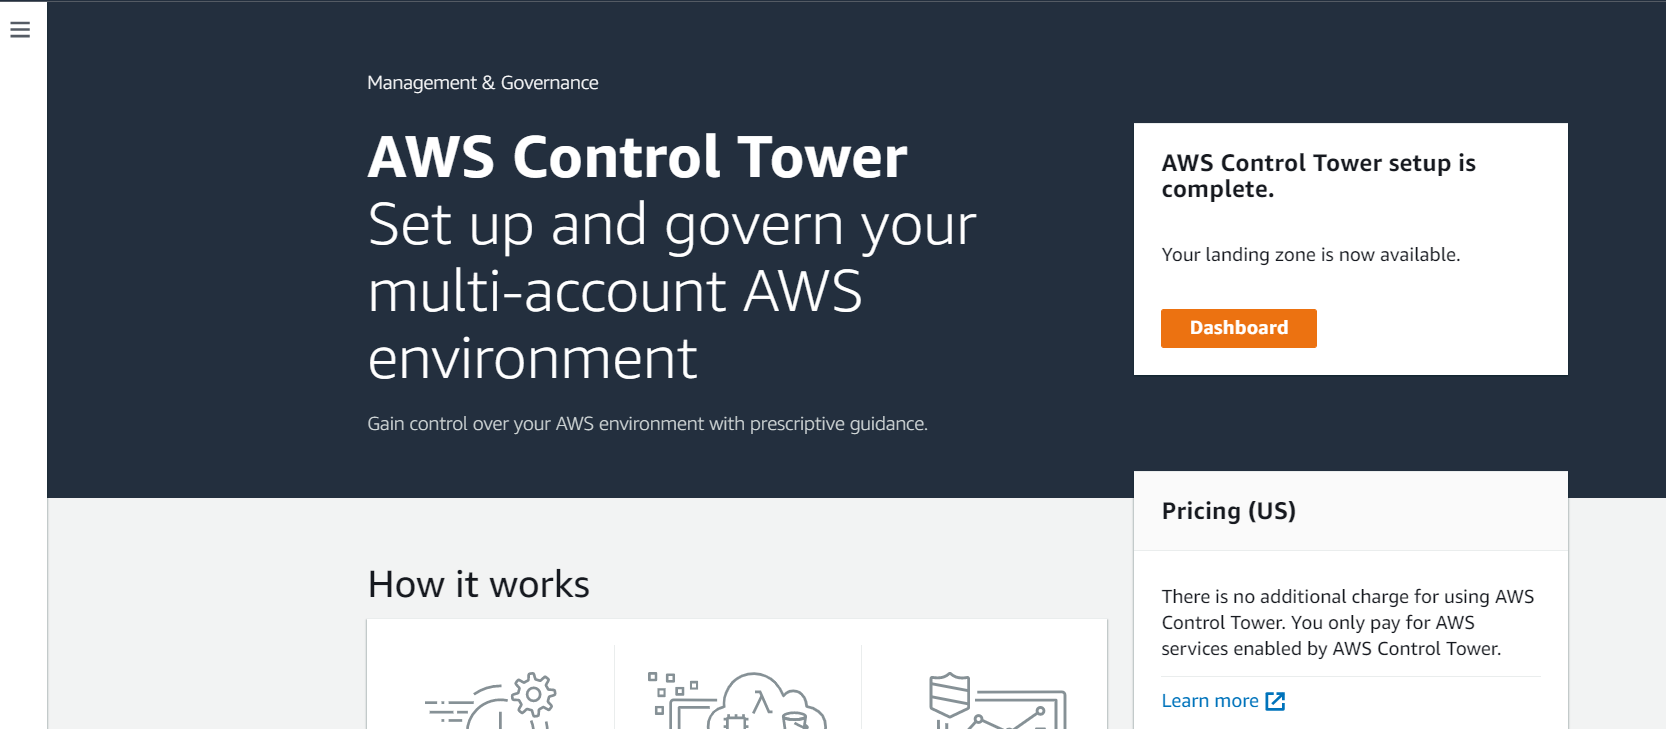 Management & Governance
AWS Control Tower
Set up and govern your
multi-account AWS
environment
Gain control over your AWS environment with prescriptive guidance.
AWS Control Tower setup is
complete.
Your landing zone is now available.
Dashboard
How it works
Pricing (US)
There is no additional charge for using AWS
Control Tower. You only pay for AWS
services enabled by AWS Control Tower.
Learn more